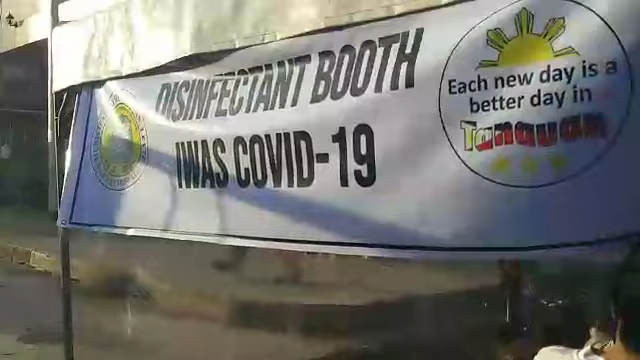 DISINFECTANT BOOTH
IWAS COVID-19
Each new day is a
better day in
Tanauan